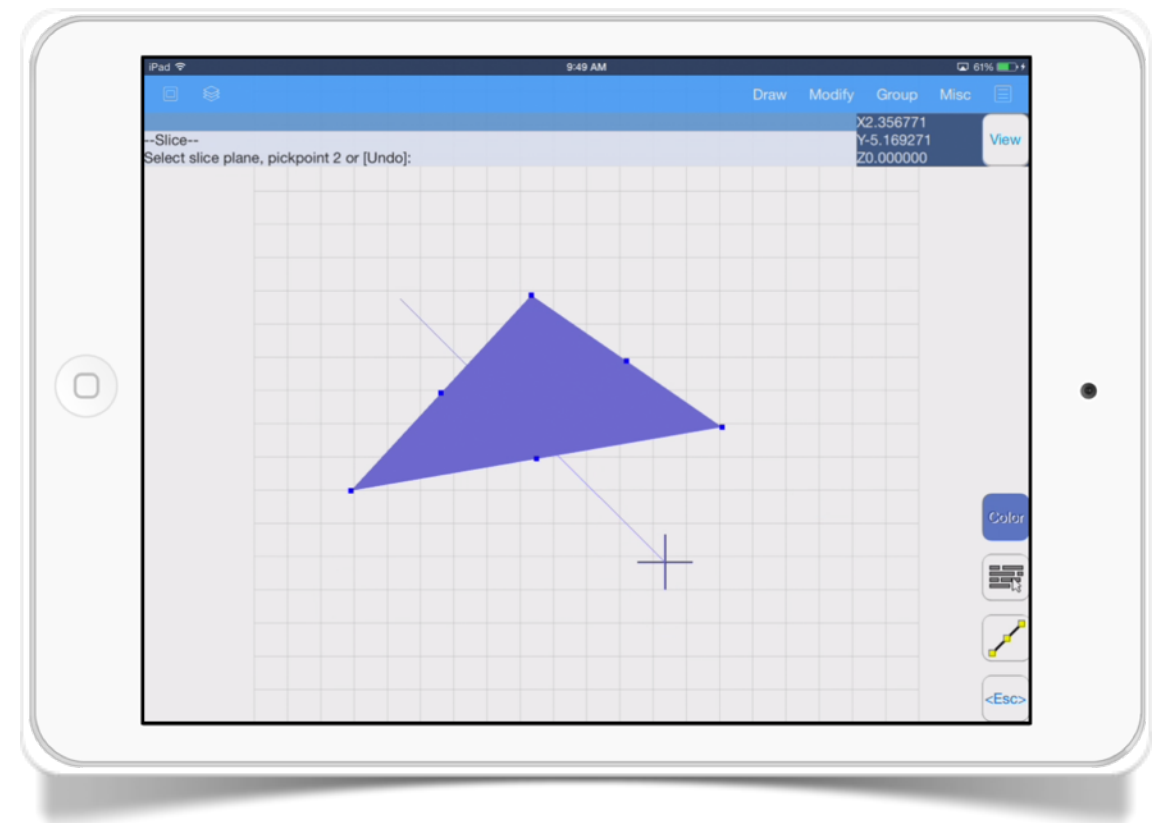 iPad 9:49 AM 61%
Draw Modify Group Misc
X2.356771
--Slice-- Y-5.169271 View
Select slice plane, pickpoint 2 or [Undo]: Z0.000000
Color
<Esc>